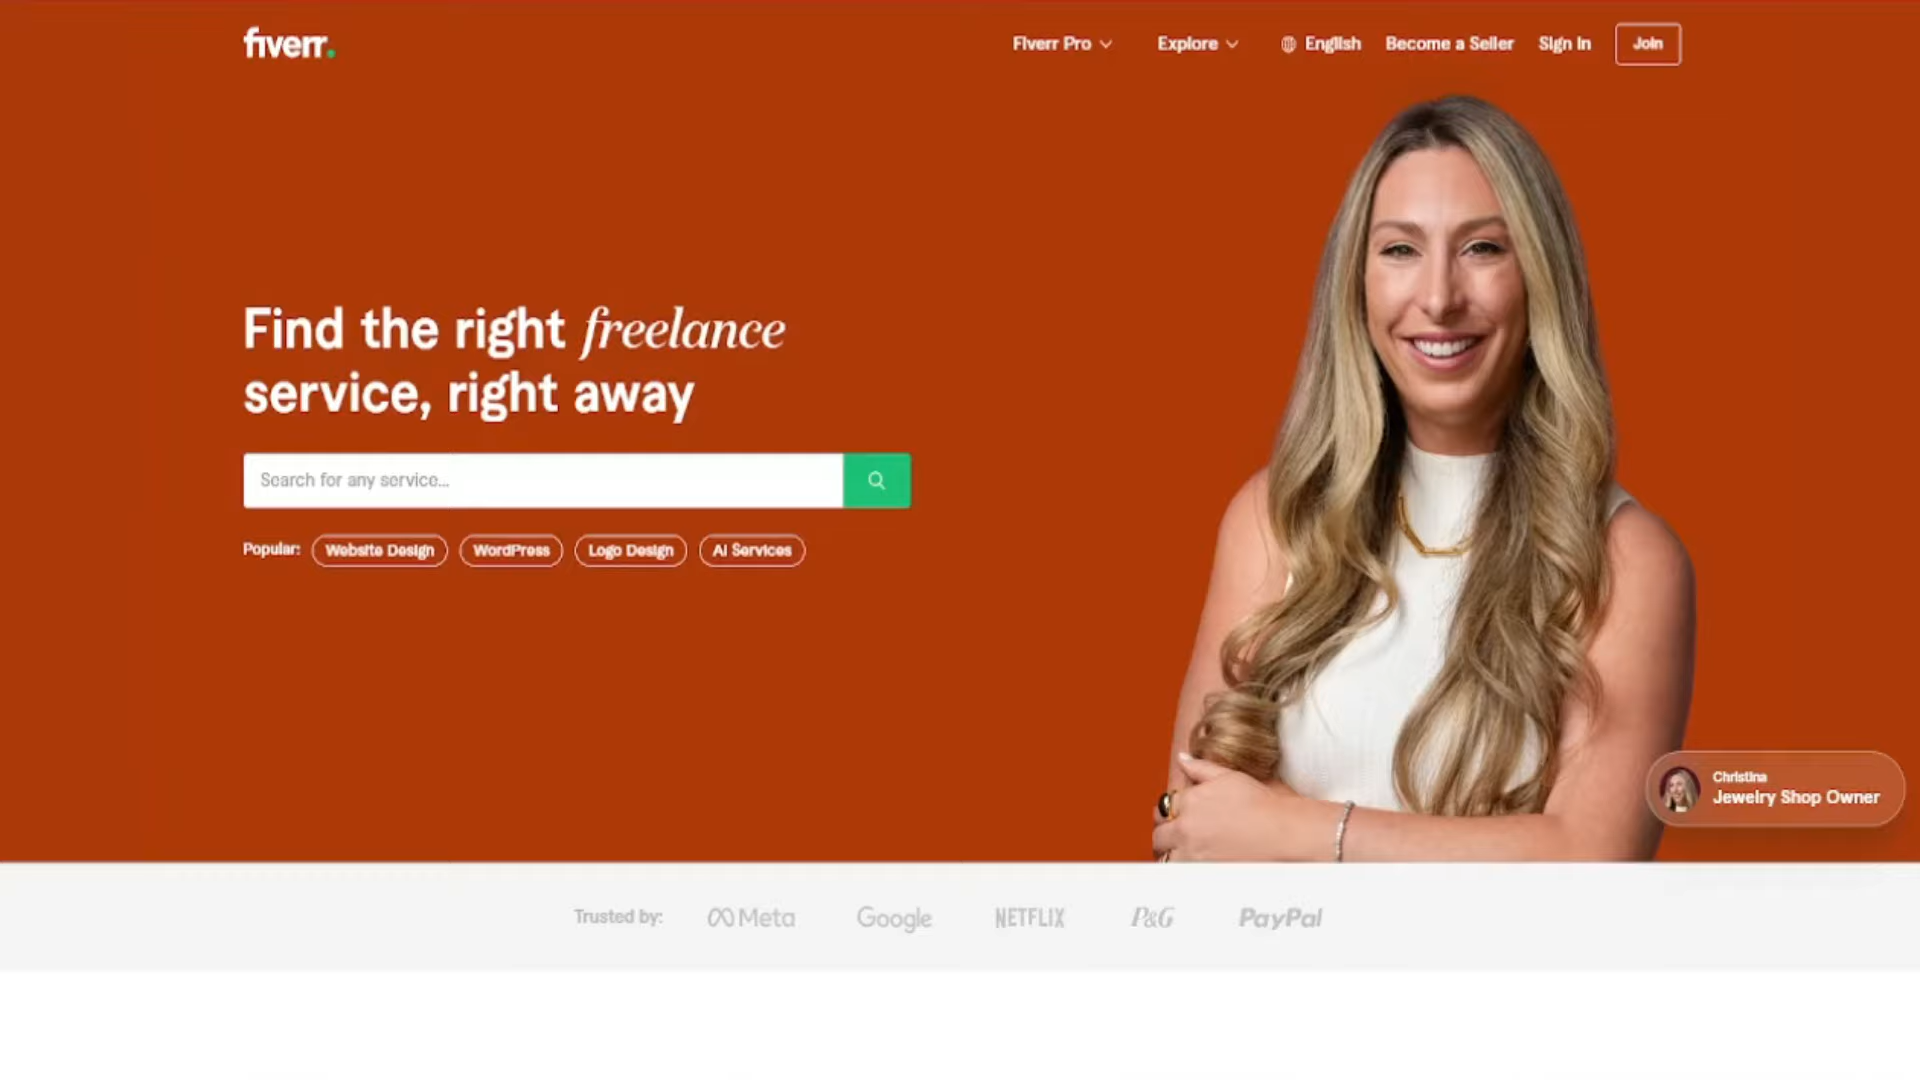 fiverr.
Fiverr Pro
Explore
English
Become a Seller
Sign in
Join
Find the right freelance
service, right away
Search for any service...
Popular:
Website Design
WordPress
Logo Design
AI Services
Christina
Jewelry Shop Owner
Trusted by:
Meta
Google
NETFLIX
P&G
PayPal